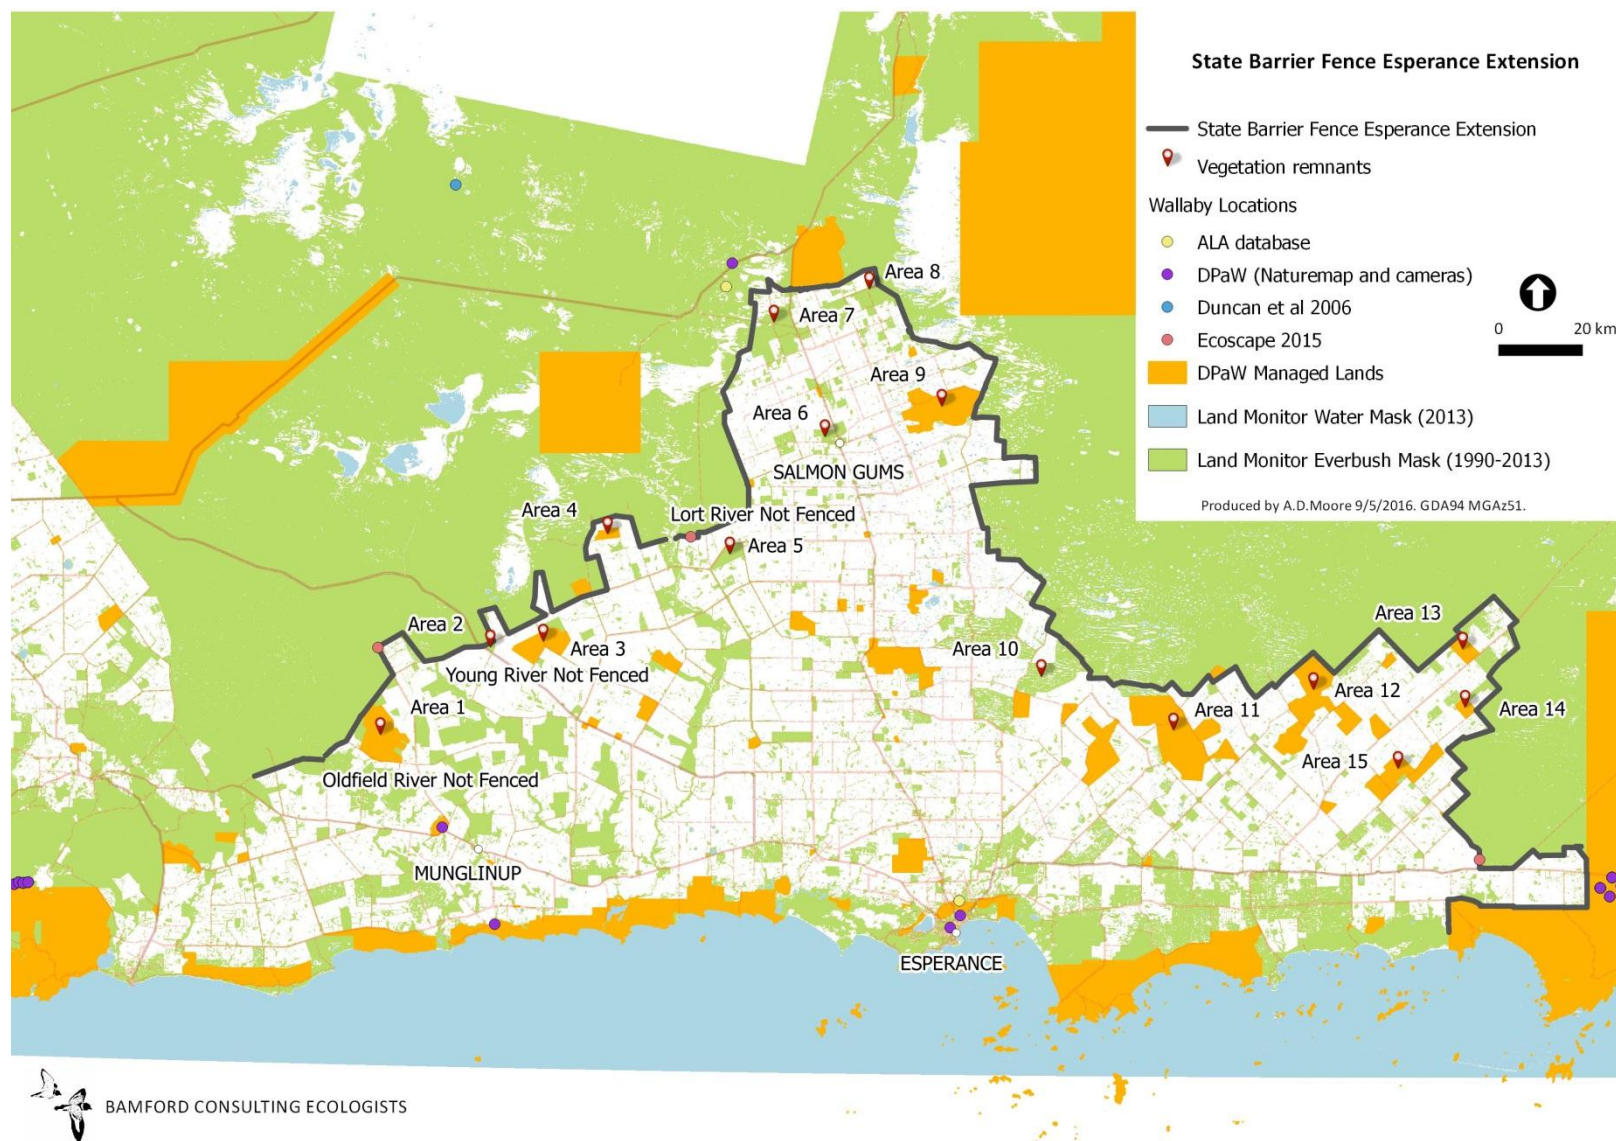 State Barrier Fence Esperance Extension
State Barrier Fence Esperance Extension
Vegetation remnants
Wallaby Locations
ALA database
DPaW (Naturemap and cameras)
Duncan et al 2006
Ecoscape 2015
DPaW Managed Lands
Land Monitor Water Mask (2013)
Land Monitor Everbush Mask (1990-2013)
0 20 km
Produced by A.D.Moore 9/5/2016. GDA94 MGAz51.
Area 8
Area 7
Area 9
Area 6
SALMON GUMS
Area 4
Lort River Not Fenced
Area 5
Area 2
Area 3
Young River Not Fenced
Area 1
Oldfield River Not Fenced
MUNGLINUP
Area 10
Area 13
Area 12
Area 11
Area 14
Area 15
ESPERANCE
BAMFORD CONSULTING ECOLOGISTS